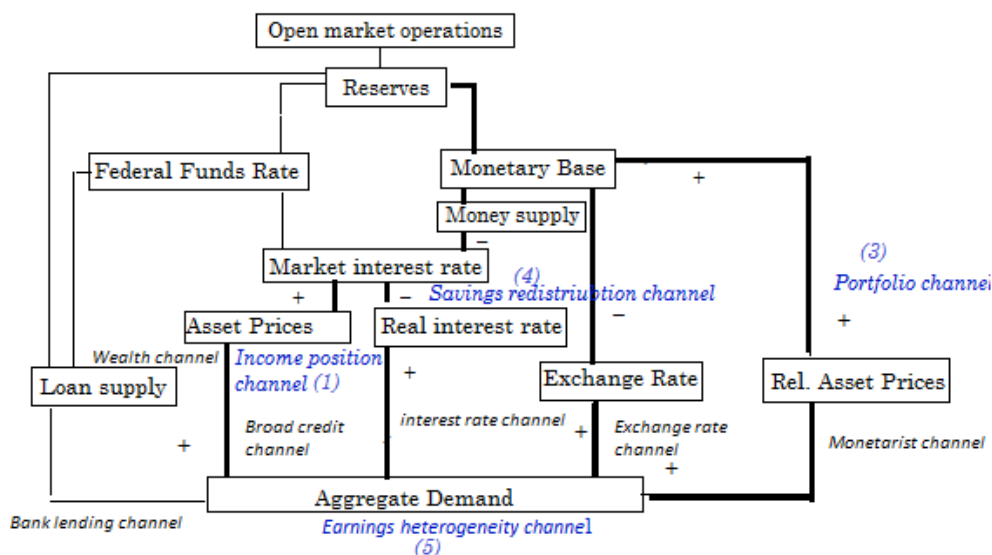 Open market operations
Reserves
Federal Funds Rate
Monetary Base
+
Money supply
–
Market interest rate
(4)
(3)
+
–
Savings redistriubtion channel
Portfolio channel
Asset Prices
Real interest rate
–
+
Wealth channel
Income position
channel (1)
+
Loan supply
Exchange Rate
Rel. Asset Prices
interest rate channel
Broad credit
channel
+
+
Exchange rate
channel
Monetarist channel
+
Aggregate Demand
Bank lending channel
Earnings heterogeneity channel
(5)